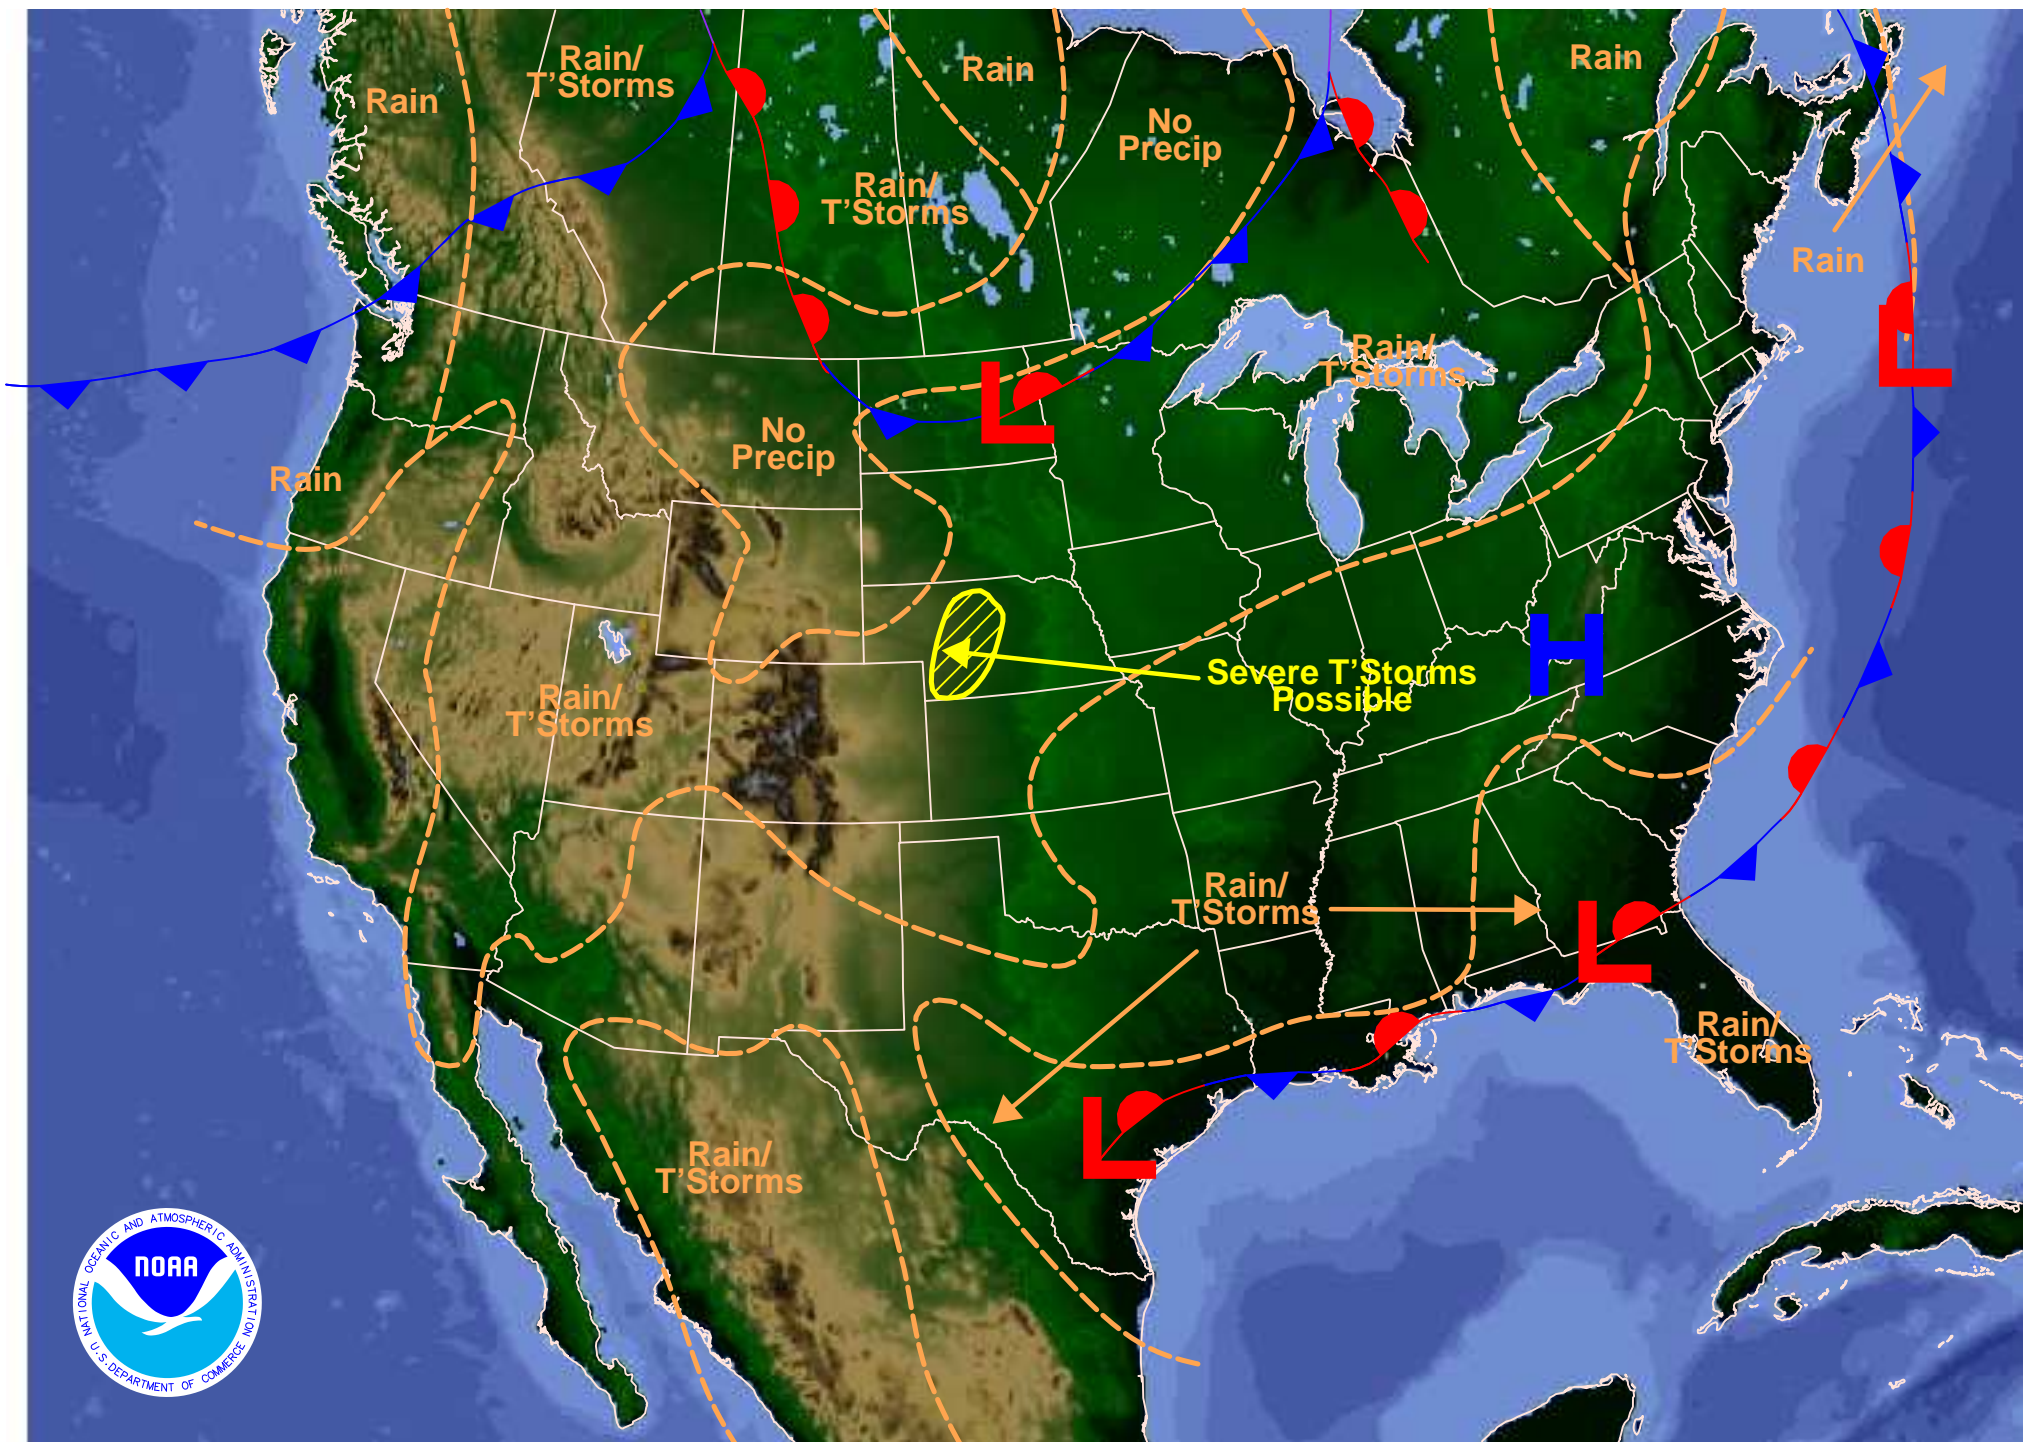 Rain/
T'Storms
Rain
Rain
Rain
No
Precip
Rain/
T'Storms
Rain
Rain/
T'Storms
No
Precip
Rain
L
L
H
Severe T'Storms
Possible
Rain/
T'Storms
Rain/
T'Storms
L
Rain/
T'Storms
L
Rain/
T'Storms
NATIONAL OCEANIC AND ATMOSPHERIC ADMINISTRATION
NOAA
U.S. DEPARTMENT OF COMMERCE